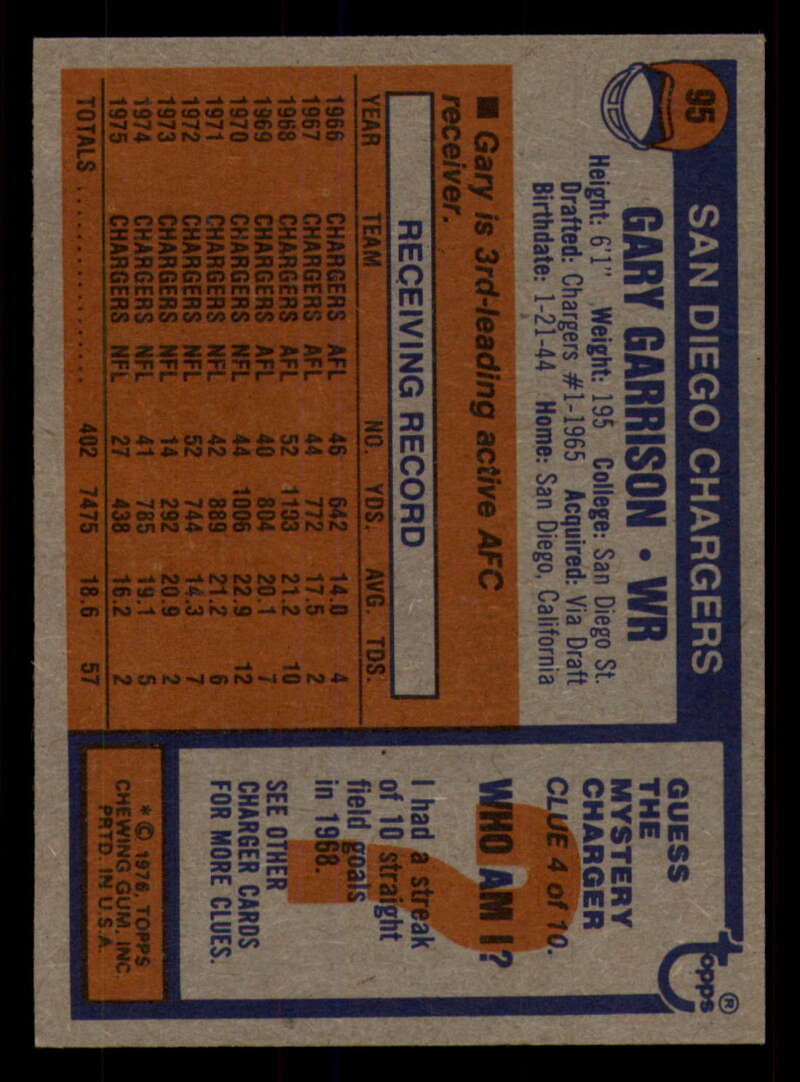 95
SAN DIEGO CHARGERS
GARY GARRISON • WR
Height: 6'1" Weight: 195 College: San Diego St.
Drafted: Chargers #1-1965 Acquired: Via Draft
Birthdate: 1-21-44 Home: San Diego, California
■ Gary is 3rd-leading active AFC
receiver.
RECEIVING RECORD
YEAR TEAM NO. YDS. AVG. TDS.
1966 CHARGERS AFL 46 642 14.0 4
1967 CHARGERS AFL 44 772 17.5 2
1968 CHARGERS AFL 52 1193 21.2 10
1969 CHARGERS AFL 40 804 20.1 7
1970 CHARGERS NFL 44 1006 22.9 12
1971 CHARGERS NFL 42 889 21.2 6
1972 CHARGERS NFL 52 744 14.3 7
1973 CHARGERS NFL 14 292 20.9 2
1974 CHARGERS NFL 41 785 19.1 5
1975 CHARGERS NFL 27 438 16.2 2
TOTALS .................... 402 7475 18.6 57
topps®
GUESS
THE
MYSTERY
CHARGER
CLUE 4 of 10.
?
WHO AM I?
I had a streak
of 10 straight
field goals
in 1968.
SEE OTHER
CHARGER CARDS
FOR MORE CLUES.
* © 1976, TOPPS
CHEWING GUM, INC.
PRTD. IN U.S.A.